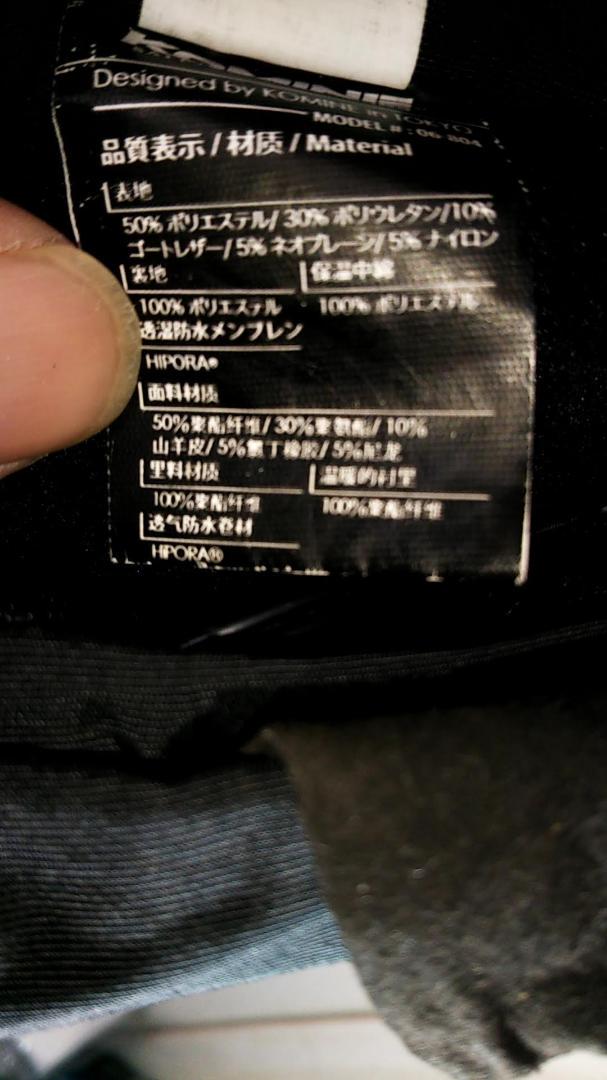 KOMINE
Designed by KOMINE in TOKYO
MODEL # : 06-804
品質表示 / 材质 / Material
表地
50% ポリエステル/ 30% ポリウレタン/10%
ゴートレザー/ 5% ネオプレーン/ 5% ナイロン
裏地
保温中綿
100% ポリエステル
100% ポリエステル
透湿防水メンブレン
HIPORA®
面料材质
50%聚酯纤维/ 30%聚氨酯/ 10%
山羊皮/ 5%氯丁橡胶/ 5%尼龙
里料材质
温暖的村里
100%聚酯纤维
100%聚酯纤维
透气防水卷材
HIPORA®